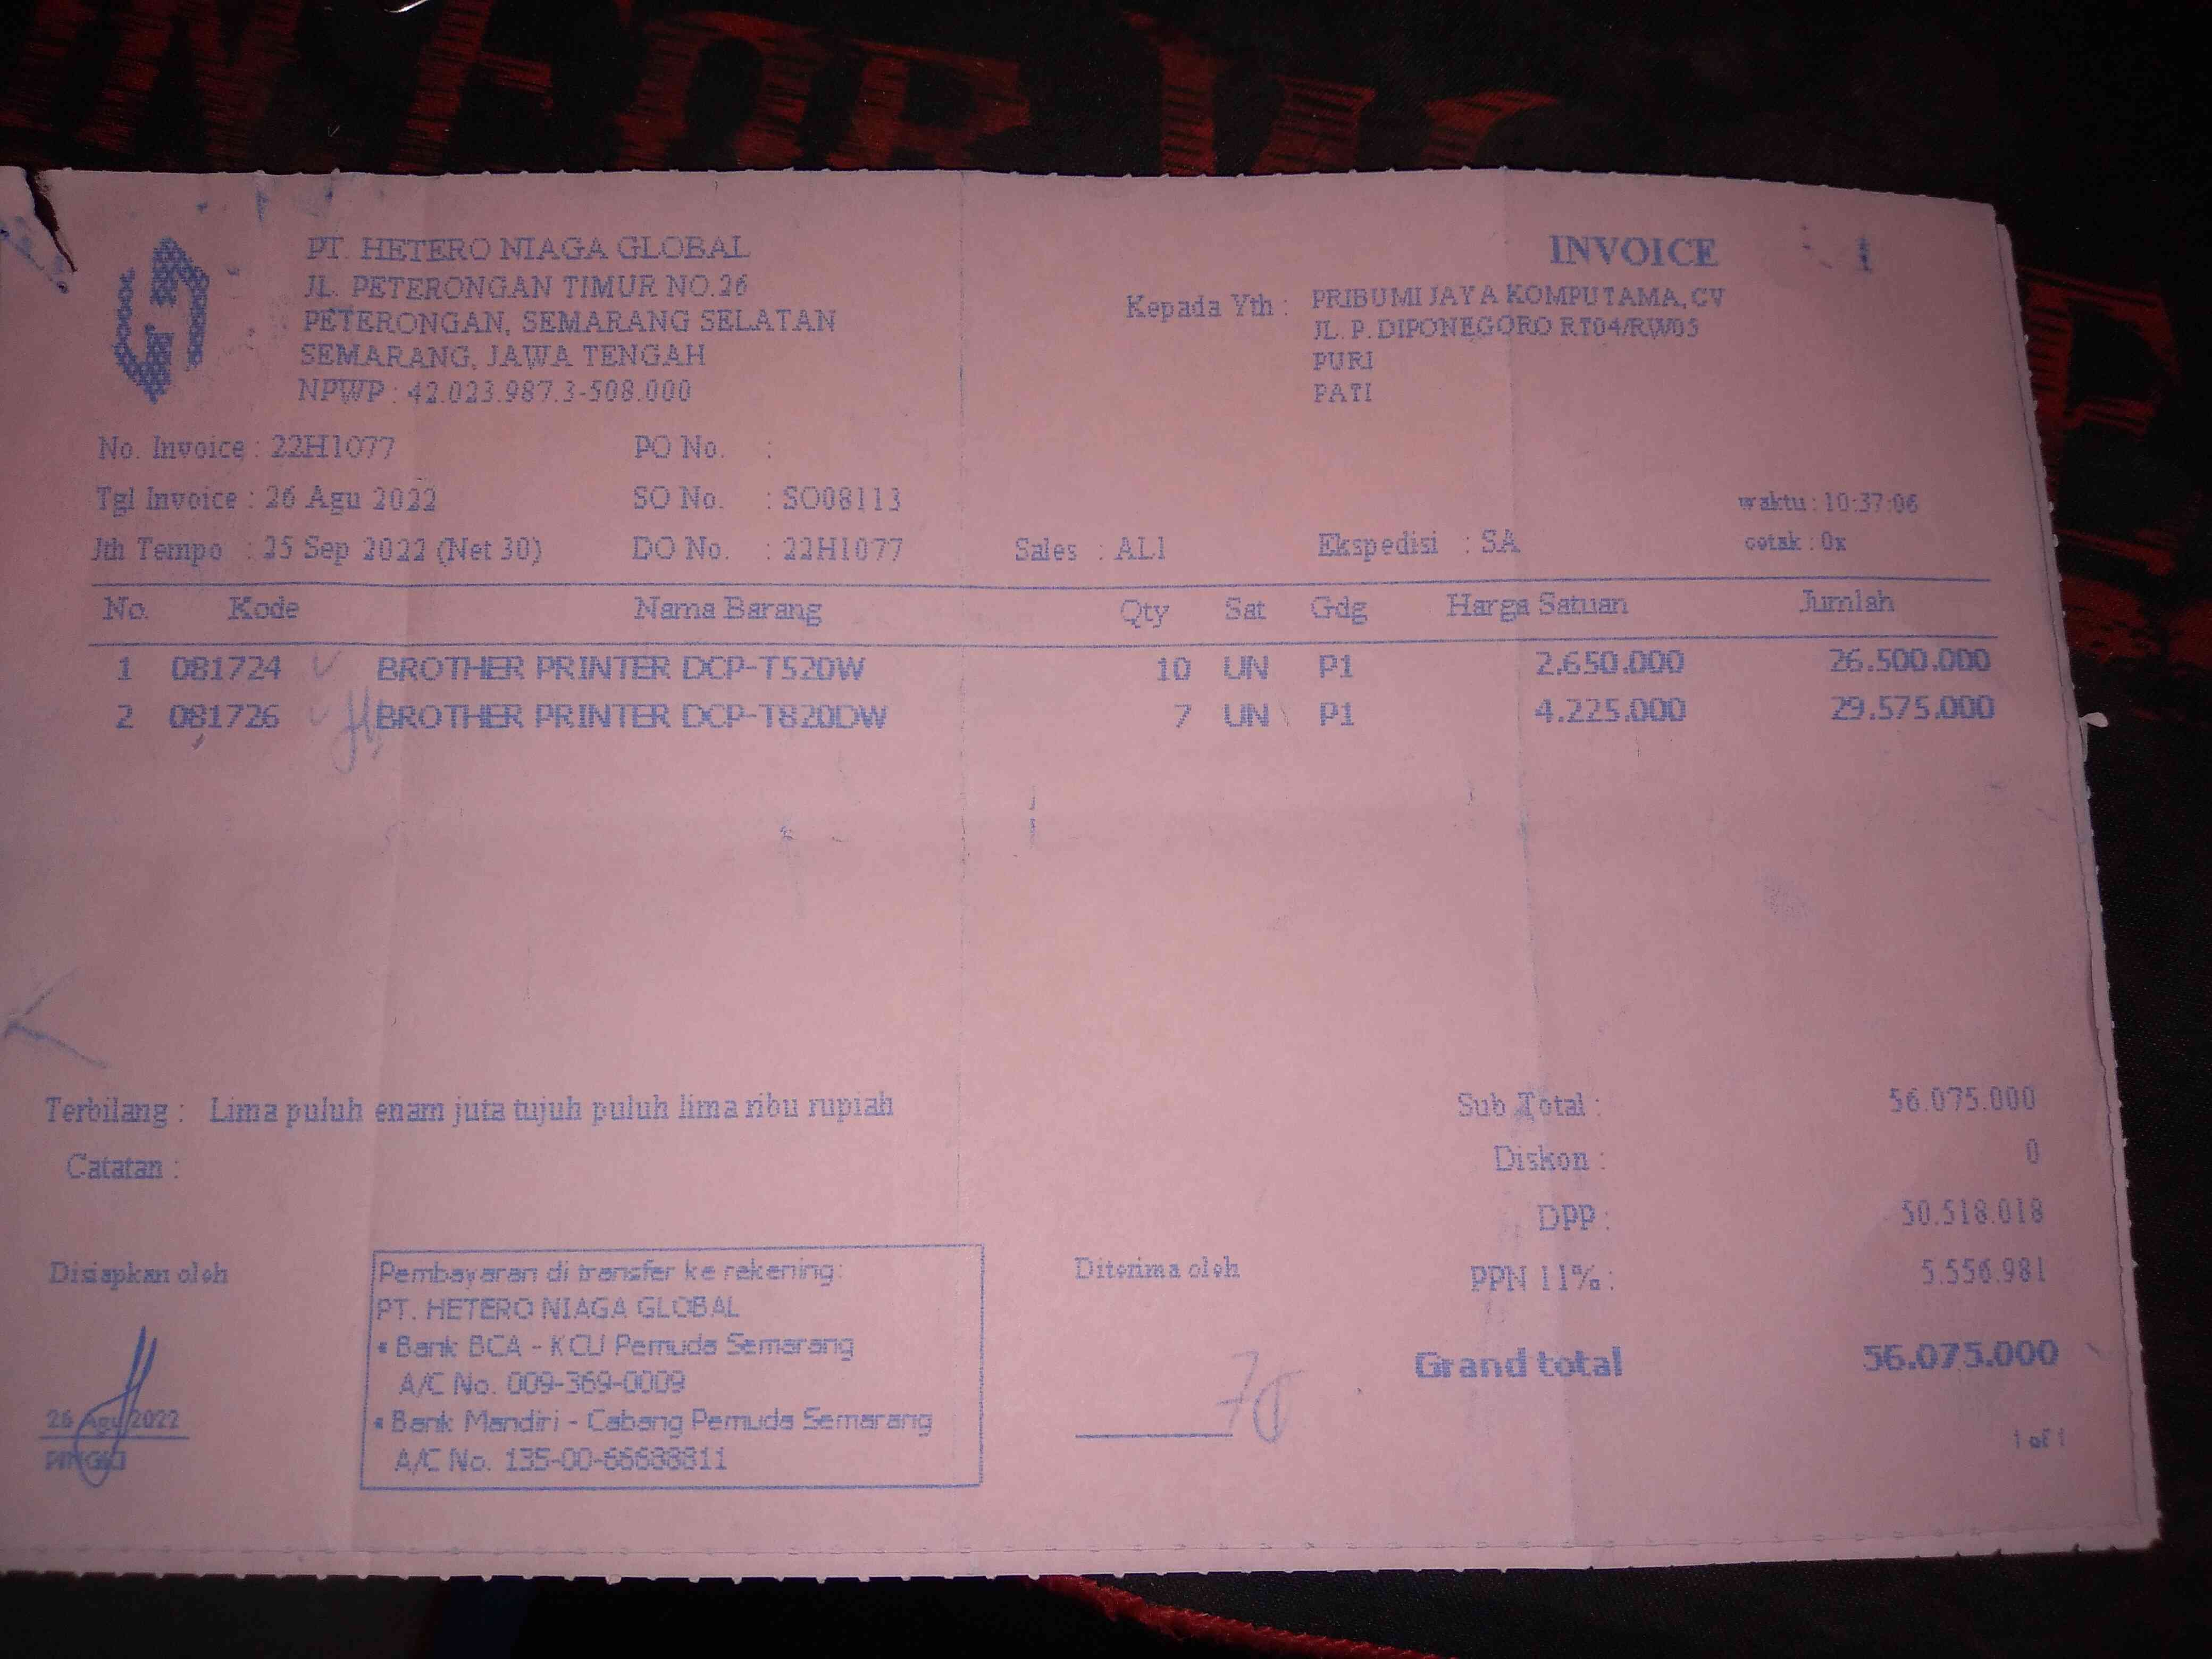 PT. HETERO NIAGA GLOBAL
JL. PETERONGAN TIMUR NO.26
PETERONGAN, SEMARANG SELATAN
SEMARANG, JAWA TENGAH
NPWP : 42.023.987.3-508.000
INVOICE
Kepada Yth : PRIBUMI JAYA KOMPUTAMA, CV
JL. P. DIPONEGORO RT04/RW05
PURI
PATI
No. Invoice : 22H1077 PO No. :
Tgl Invoice : 26 Agu 2022 SO No. : SO08113 waktu : 10:37:06
Jth Tempo : 25 Sep 2022 (Net 30) DO No. : 22H1077 Sales : ALI Ekspedisi : SA cetak : 0x
No. Kode Nama Barang Qty Sat Gdg Harga Satuan Jumlah
1 081724 BROTHER PRINTER DCP-T520W 10 UN P1 2.650.000 26.500.000
2 081726 BROTHER PRINTER DCP-T820DW 7 UN P1 4.225.000 29.575.000
Terbilang : Lima puluh enam juta tujuh puluh lima ribu rupiah
Catatan :
Sub Total : 56.075.000
Diskon : 0
DPP : 50.518.018
PPN 11% : 5.556.981
Grand total 56.075.000
Disiapkan oleh
26 Agu 2022
Pembayaran di transfer ke rekening:
PT. HETERO NIAGA GLOBAL
• Bank BCA - KCU Pemuda Semarang
A/C No. 009-369-0009
• Bank Mandiri - Cabang Pemuda Semarang
A/C No.
Diterima oleh
1 of 1